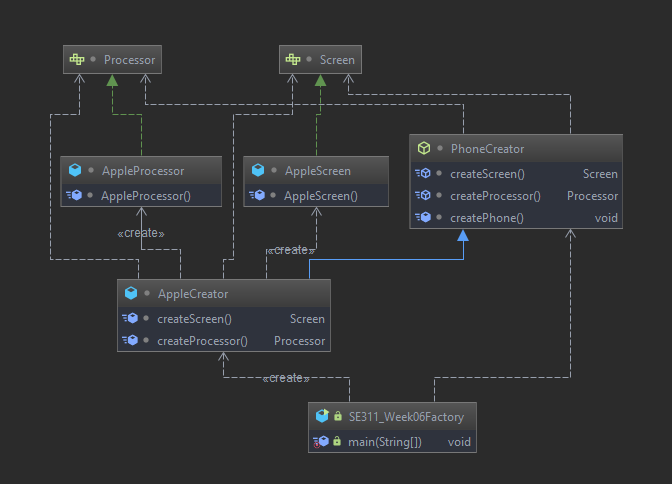 Processor
Screen
PhoneCreator
createScreen() Screen
createProcessor() Processor
createPhone() void
AppleProcessor
AppleProcessor()
AppleScreen
AppleScreen()
«create»
«create»
AppleCreator
createScreen() Screen
createProcessor() Processor
«create»
SE311_Week06Factory
main(String[]) void